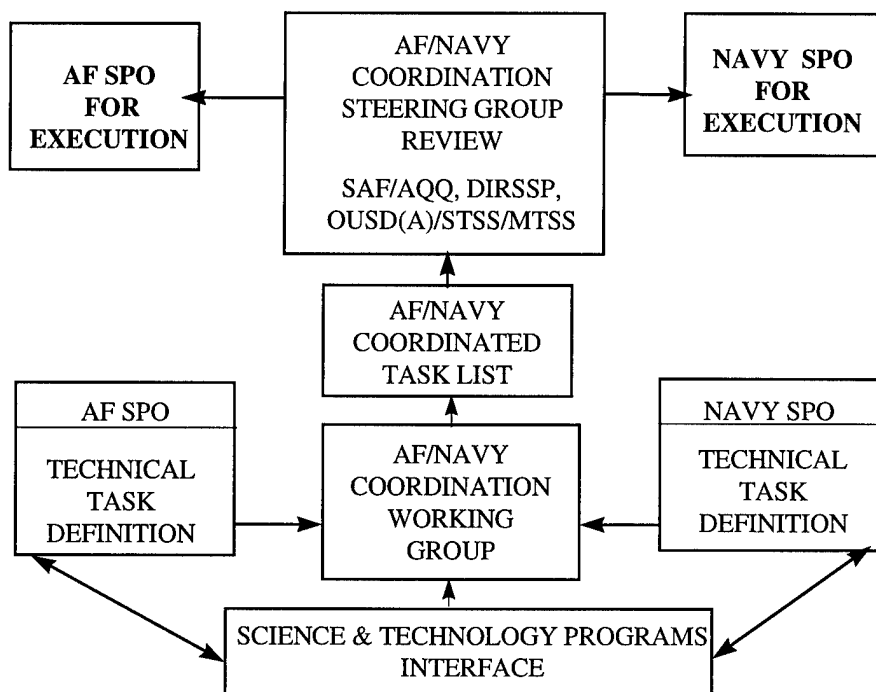 AF SPO
FOR
EXECUTION
AF/NAVY
COORDINATION
STEERING GROUP
REVIEW
SAF/AQQ, DIRSSP,
OUSD(A)/STSS/MTSS
NAVY SPO
FOR
EXECUTION
AF/NAVY
COORDINATED
TASK LIST
AF SPO
TECHNICAL
TASK
DEFINITION
AF/NAVY
COORDINATION
WORKING
GROUP
NAVY SPO
TECHNICAL
TASK
DEFINITION
SCIENCE & TECHNOLOGY PROGRAMS
INTERFACE